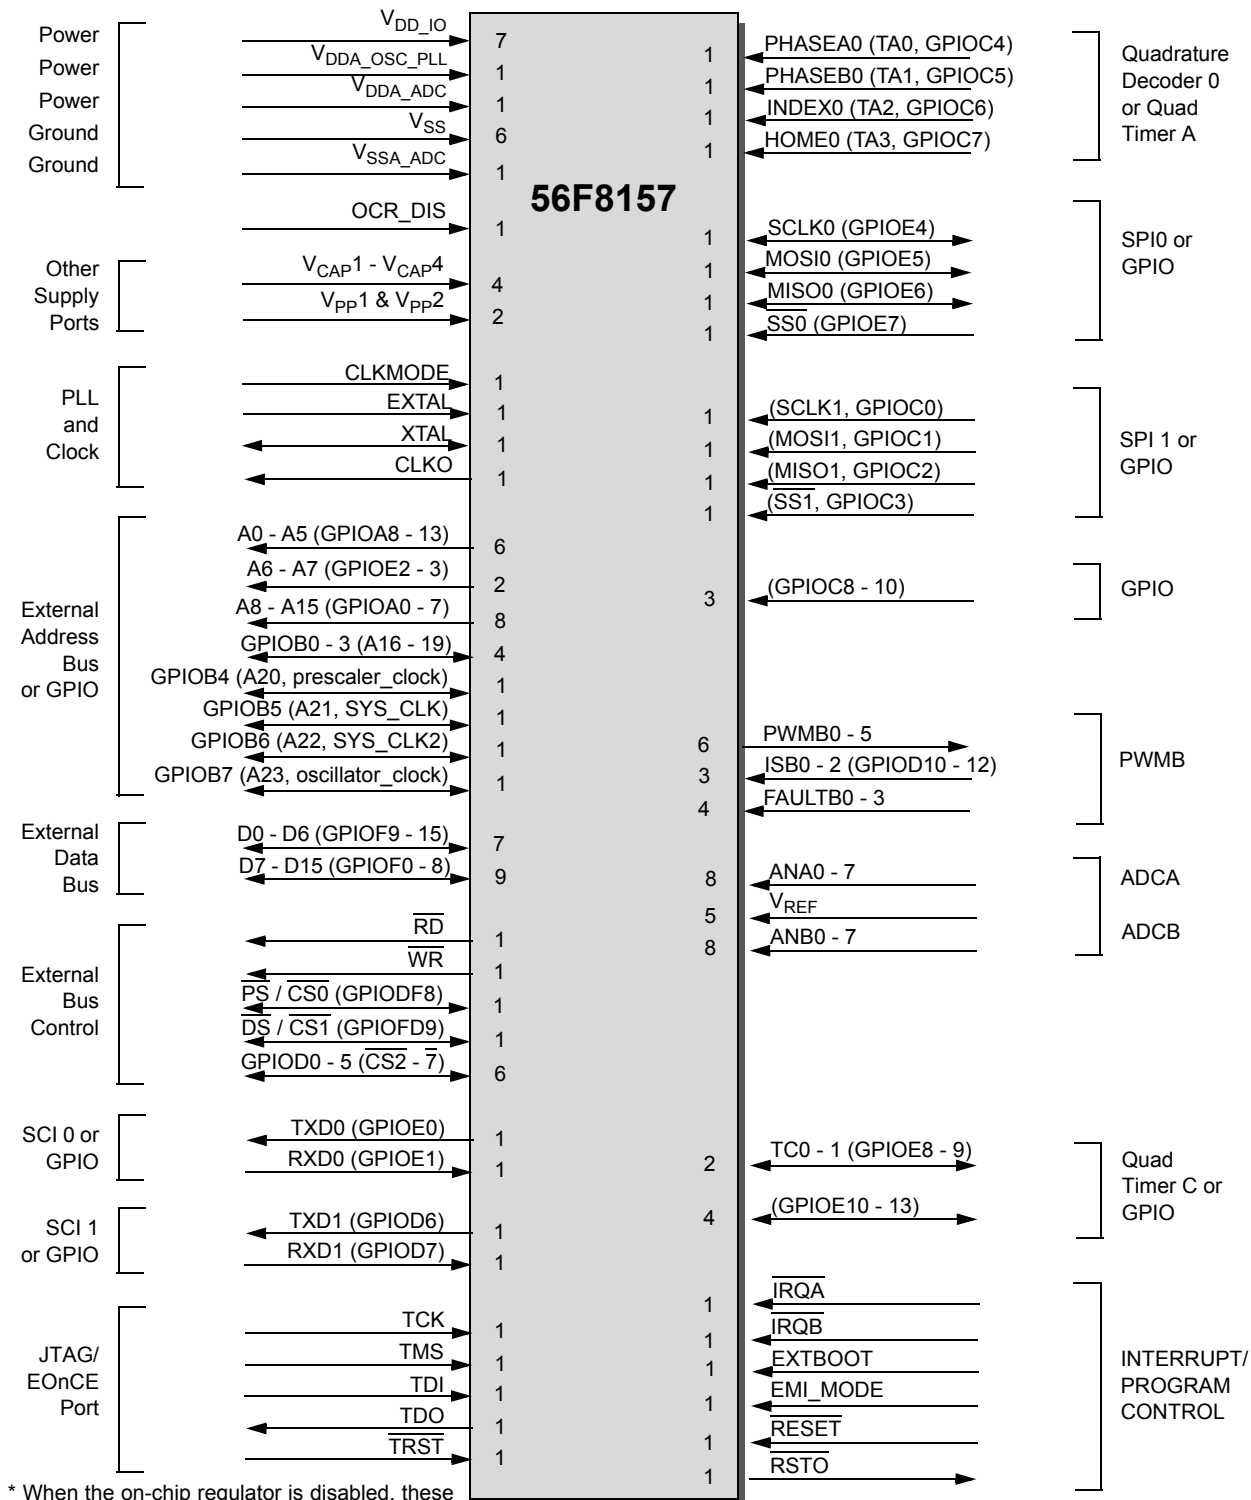 56F8157
Power
Power
Power
Ground
Ground
V_DD_IO
7
V_DDA_OSC_PLL
1
V_DDA_ADC
1
V_SS
6
V_SSA_ADC
1
OCR_DIS
1
Other
Supply
Ports
V_CAP1 - V_CAP4
4
V_PP1 & V_PP2
2
PLL
and
Clock
CLKMODE
1
EXTAL
1
XTAL
1
CLKO
1
External
Address
Bus
or GPIO
A0 - A5 (GPIOA8 - 13)
6
A6 - A7 (GPIOE2 - 3)
2
A8 - A15 (GPIOA0 - 7)
8
GPIOB0 - 3 (A16 - 19)
4
GPIOB4 (A20, prescaler_clock)
1
GPIOB5 (A21, SYS_CLK)
1
GPIOB6 (A22, SYS_CLK2)
1
GPIOB7 (A23, oscillator_clock)
1
External
Data
Bus
D0 - D6 (GPIOF9 - 15)
7
D7 - D15 (GPIOF0 - 8)
9
External
Bus
Control
RD
1
WR
1
PS / CS0 (GPIODF8)
1
DS / CS1 (GPIOFD9)
1
GPIOD0 - 5 (CS2 - 7)
6
SCI 0 or
GPIO
TXD0 (GPIOE0)
1
RXD0 (GPIOE1)
1
SCI 1
or GPIO
TXD1 (GPIOD6)
1
RXD1 (GPIOD7)
1
JTAG/
EOnCE
Port
TCK
1
TMS
1
TDI
1
TDO
1
TRST
1
* When the on-chip regulator is disabled, these
1
PHASEA0 (TA0, GPIOC4)
1
PHASEB0 (TA1, GPIOC5)
1
INDEX0 (TA2, GPIOC6)
1
HOME0 (TA3, GPIOC7)
Quadrature
Decoder 0
or Quad
Timer A
1
SCLK0 (GPIOE4)
1
MOSI0 (GPIOE5)
1
MISO0 (GPIOE6)
1
SS0 (GPIOE7)
SPI0 or
GPIO
1
(SCLK1, GPIOC0)
1
(MOSI1, GPIOC1)
1
(MISO1, GPIOC2)
1
(SS1, GPIOC3)
SPI 1 or
GPIO
3
(GPIOC8 - 10)
GPIO
6
PWMB0 - 5
3
ISB0 - 2 (GPIOD10 - 12)
4
FAULTB0 - 3
PWMB
8
ANA0 - 7
5
V_REF
8
ANB0 - 7
ADCA
ADCB
2
TC0 - 1 (GPIOE8 - 9)
4
(GPIOE10 - 13)
Quad
Timer C or
GPIO
1
IRQA
1
IRQB
1
EXTBOOT
1
EMI_MODE
1
RESET
1
RSTO
INTERRUPT/
PROGRAM
CONTROL